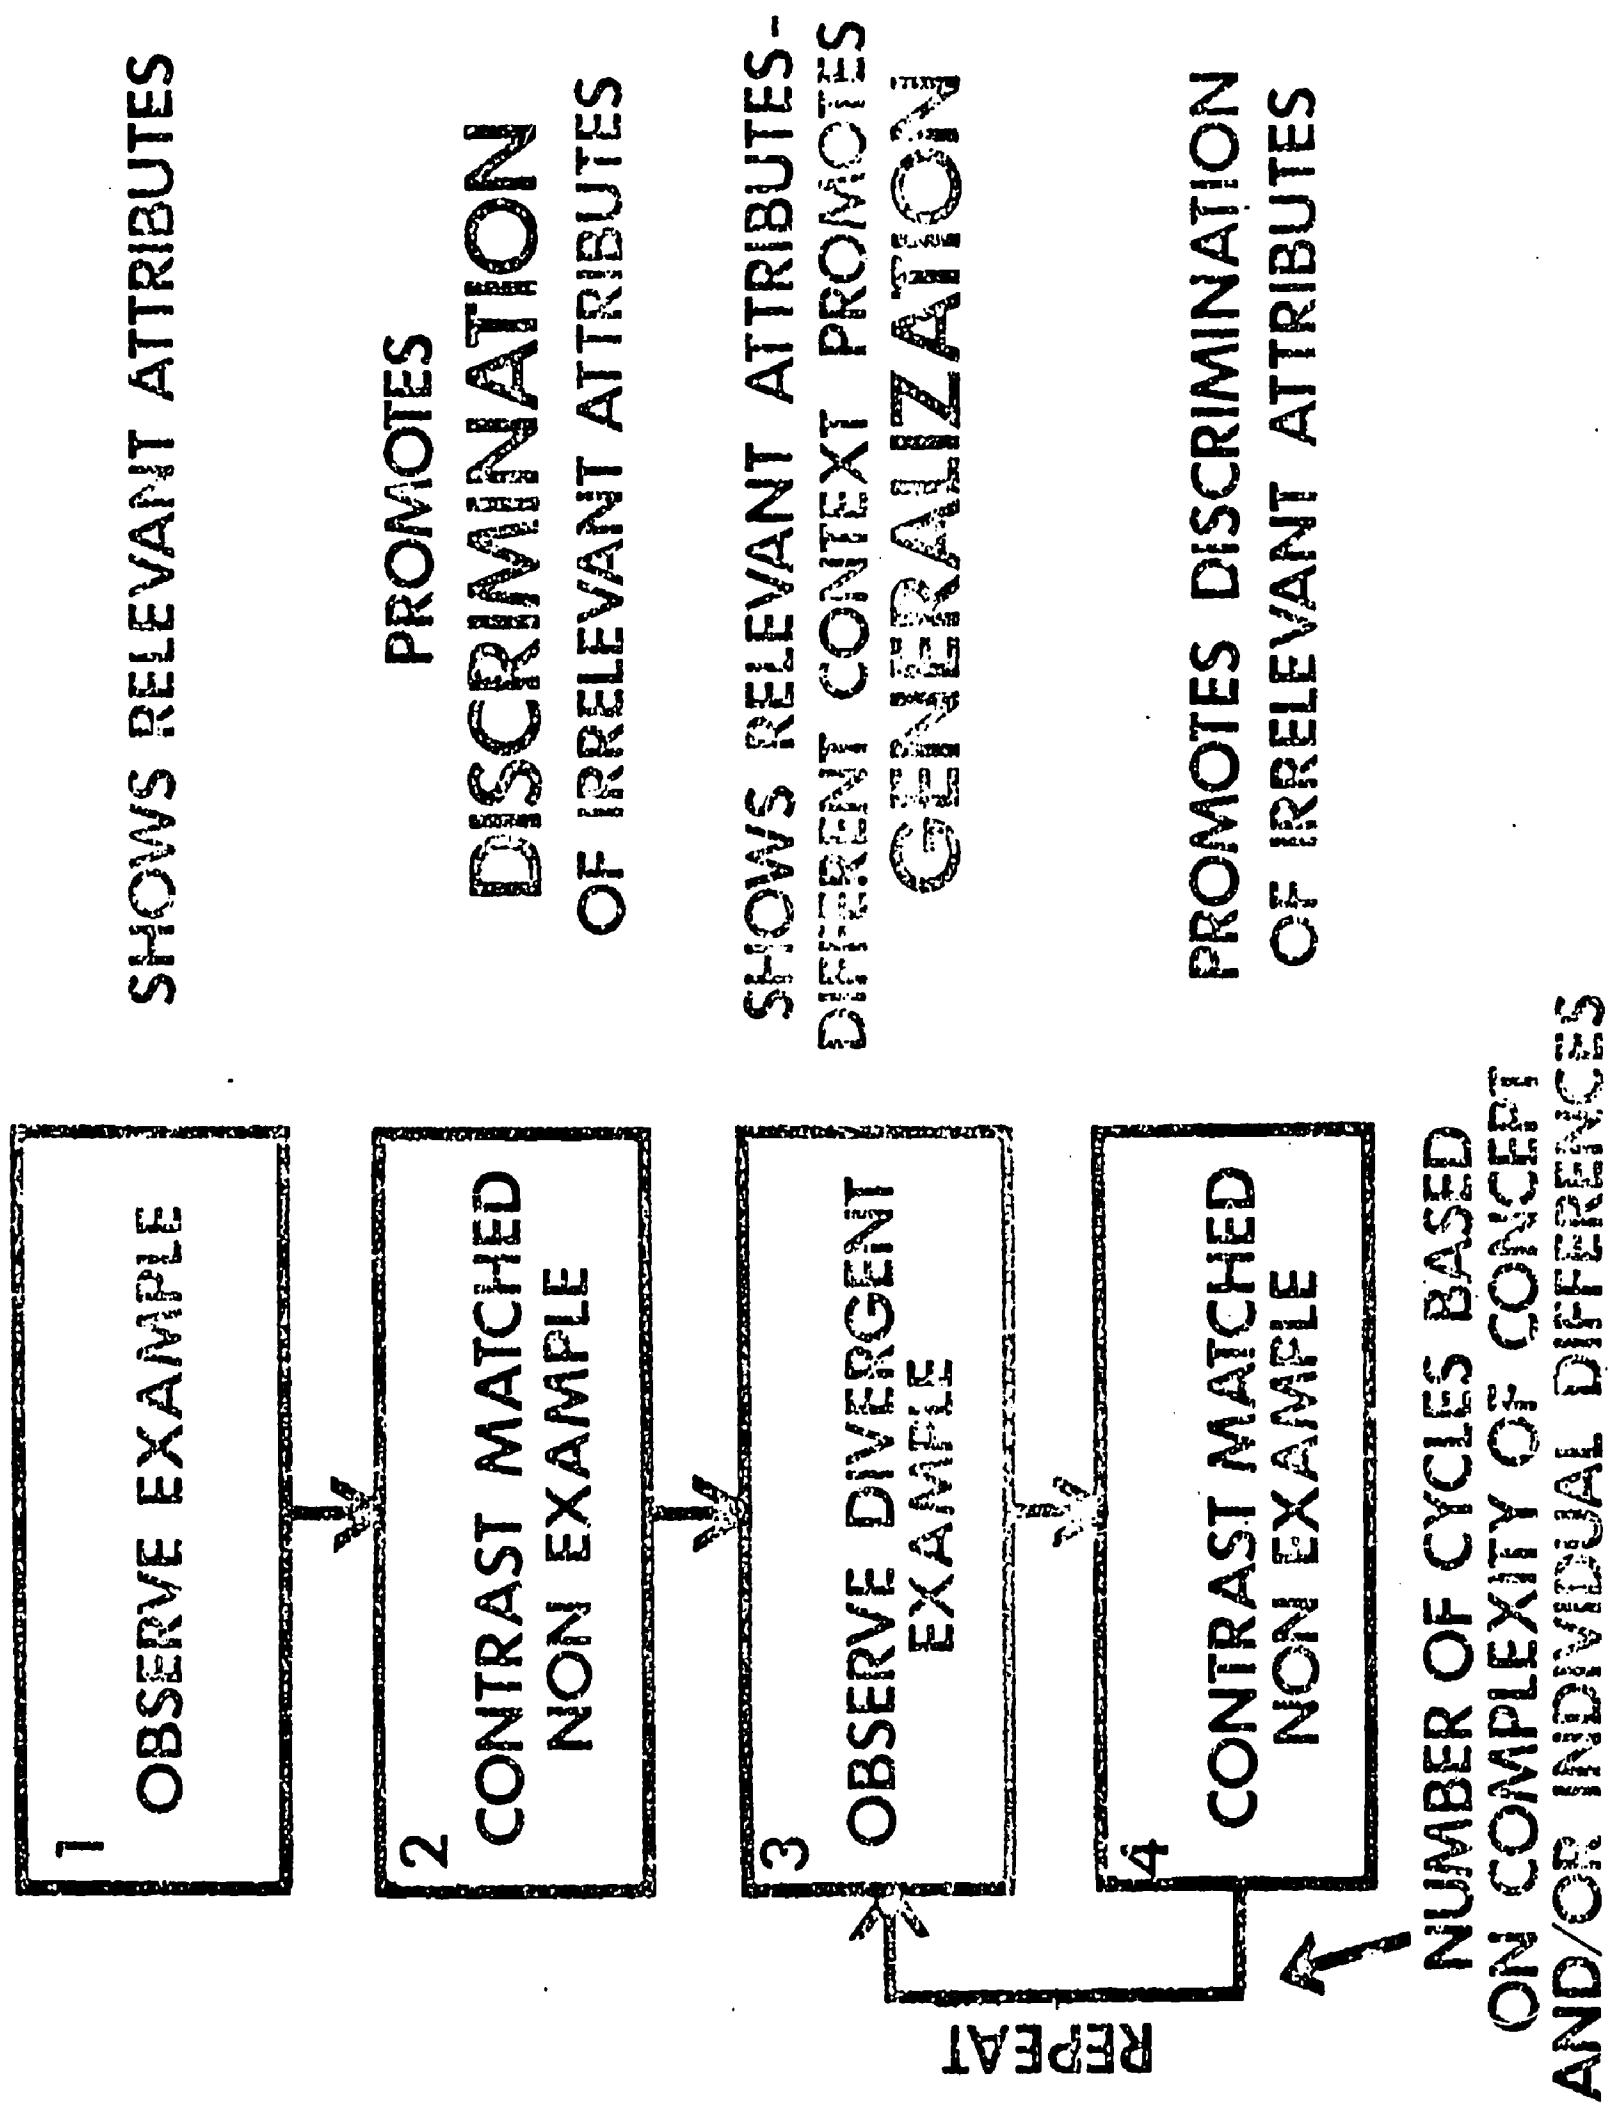 1
OBSERVE EXAMPLE
SHOWS RELEVANT ATTRIBUTES
2
CONTRAST MATCHED
NON EXAMPLE
PROMOTES
DISCRIMINATION
OF IRRELEVANT ATTRIBUTES
3
OBSERVE DIVERGENT
EXAMPLE
SHOWS RELEVANT ATTRIBUTES-
DIFFERENT CONTEXT PROMOTES
GENERALIZATION
4
CONTRAST MATCHED
NON EXAMPLE
PROMOTES DISCRIMINATION
OF IRRELEVANT ATTRIBUTES
REPEAT
NUMBER OF CYCLES BASED
ON COMPLEXITY OF CONCEPT
AND/OR INDIVIDUAL DIFFERENCES